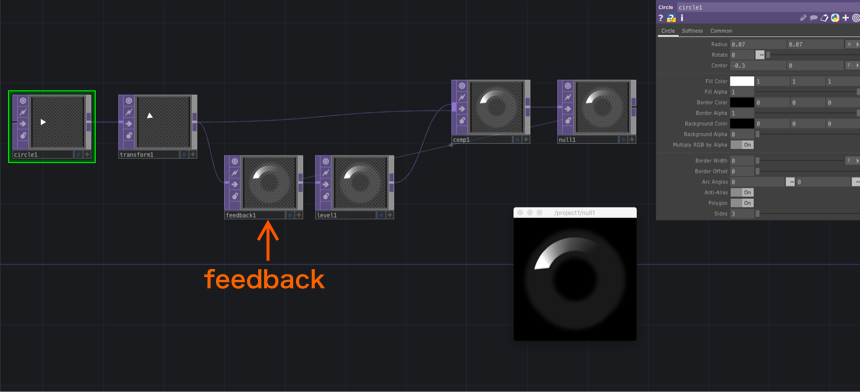 Circle circle1
? i
Circle Softness Common
Radius 0.07 0.07
Rotate 0
Center -0.3 0
Fill Color 1 1 1
Fill Alpha 1
Border Color 0 0 0
Border Alpha 1
Background Color 0 0 0
Background Alpha 0
Multiply RGB by Alpha On
Border Width 0
Border Offset 0
Arc Angles 0 0
Anti-Alias On
Polygon On
Sides 3
circle1
transform1
comp1
null1
feedback1
level1
feedback
/project1/null1